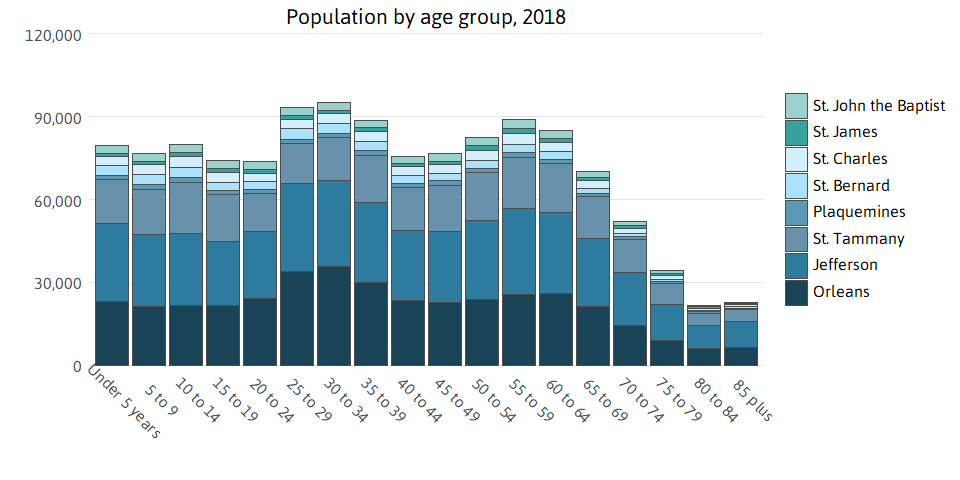 Population by age group, 2018
120,000
90,000
60,000
30,000
0
Under 5 years
5 to 9
10 to 14
15 to 19
20 to 24
25 to 29
30 to 34
35 to 39
40 to 44
45 to 49
50 to 54
55 to 59
60 to 64
65 to 69
70 to 74
75 to 79
80 to 84
85 plus
St. John the Baptist
St. James
St. Charles
St. Bernard
Plaquemines
St. Tammany
Jefferson
Orleans